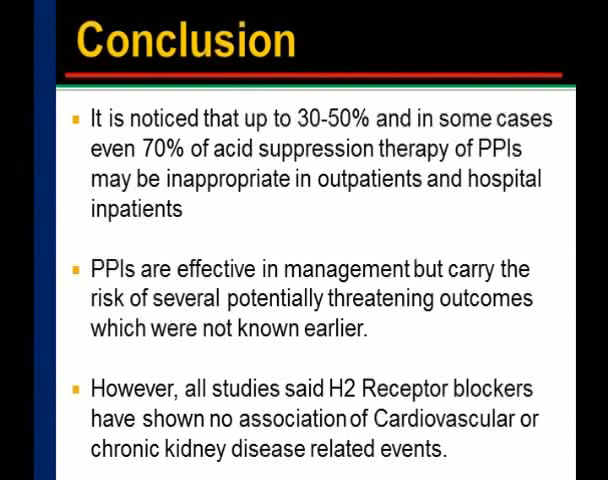 Conclusion
It is noticed that up to 30-50% and in some cases
even 70% of acid suppression therapy of PPIs
may be inappropriate in outpatients and hospital
inpatients
PPIs are effective in management but carry the
risk of several potentially threatening outcomes
which were not known earlier.
However, all studies said H2 Receptor blockers
have shown no association of Cardiovascular or
chronic kidney disease related events.